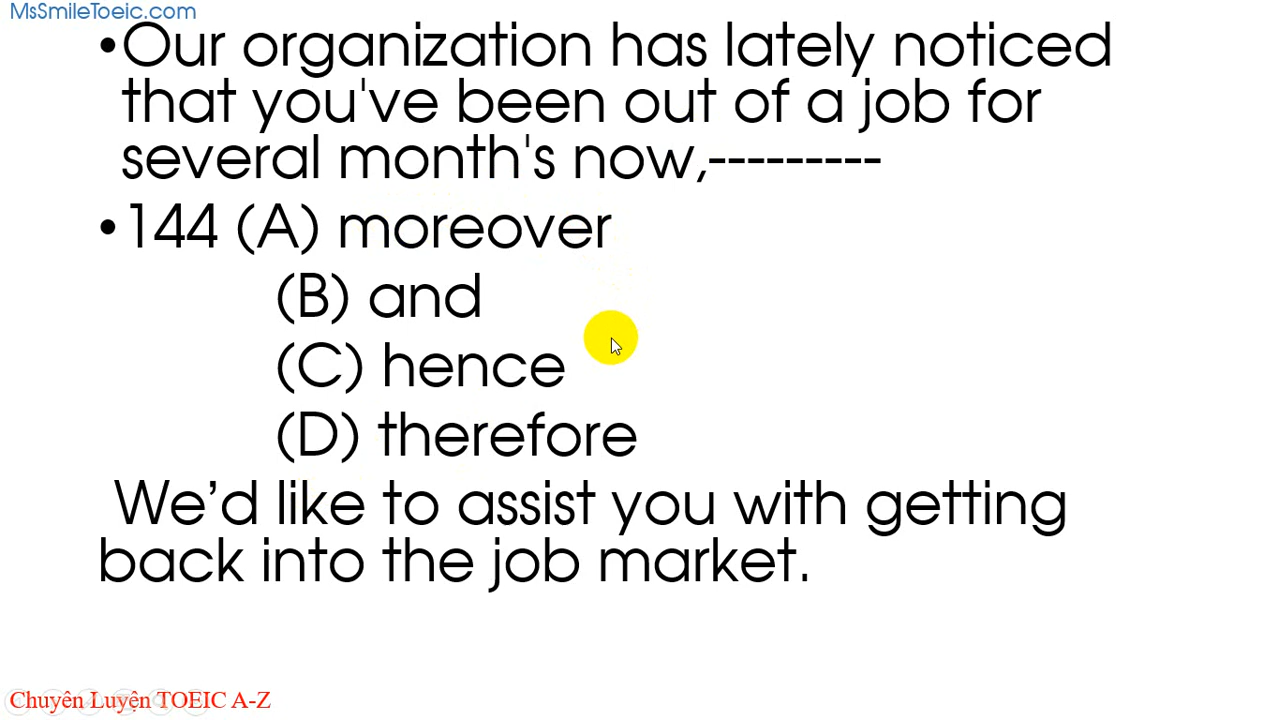 MsSmileToeic.com
•Our organization has lately noticed
that you've been out of a job for
several month's now,---------
•144 (A) moreover
(B) and
(C) hence
(D) therefore
We’d like to assist you with getting
back into the job market.
Chuyên Luyện TOEIC A-Z